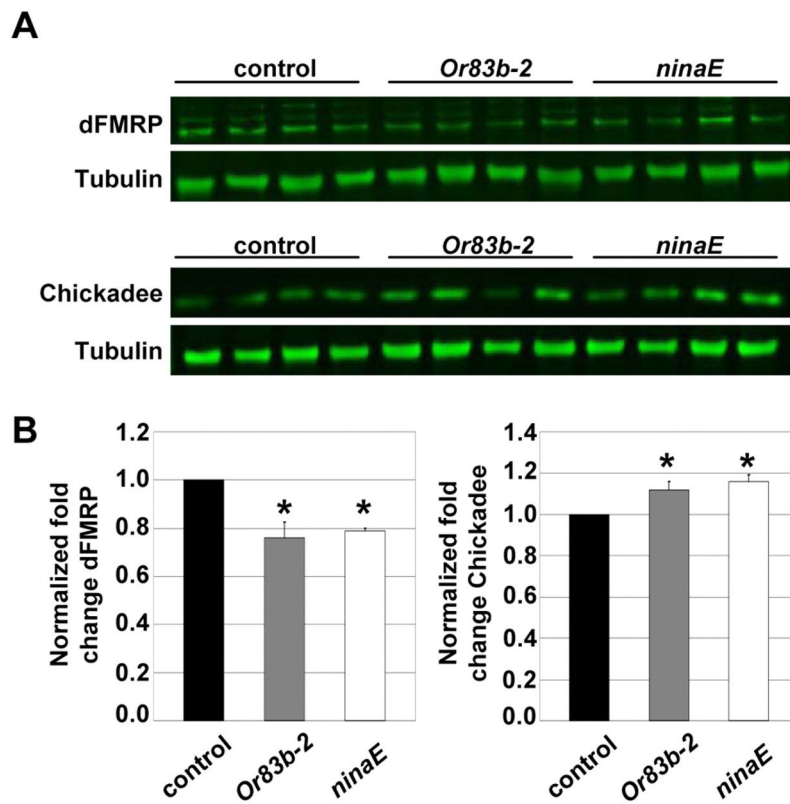 A
control Or83b-2 ninaE
dFMRP
Tubulin
control Or83b-2 ninaE
Chickadee
Tubulin
B
Normalized fold
change dFMRP
1.2
1.0
0.8
0.6
0.4
0.2
0.0
* *
control Or83b-2 ninaE
Normalized fold
change Chickadee
1.4
1.2
1.0
0.8
0.6
0.4
0.2
0.0
* *
control Or83b-2 ninaE